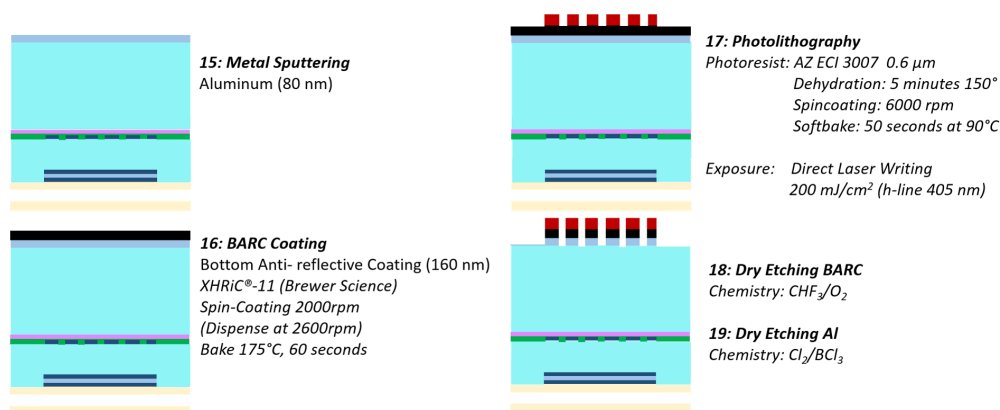 15: Metal Sputtering
Aluminum (80 nm)
16: BARC Coating
Bottom Anti- reflective Coating (160 nm)
XHRiC®-11 (Brewer Science)
Spin-Coating 2000rpm
(Dispense at 2600rpm)
Bake 175°C, 60 seconds
17: Photolithography
Photoresist: AZ ECI 3007 0.6 µm
Dehydration: 5 minutes 150°
Spincoating: 6000 rpm
Softbake: 50 seconds at 90°C
Exposure: Direct Laser Writing
200 mJ/cm² (h-line 405 nm)
18: Dry Etching BARC
Chemistry: CHF₃/O₂
19: Dry Etching Al
Chemistry: Cl₂/BCl₃